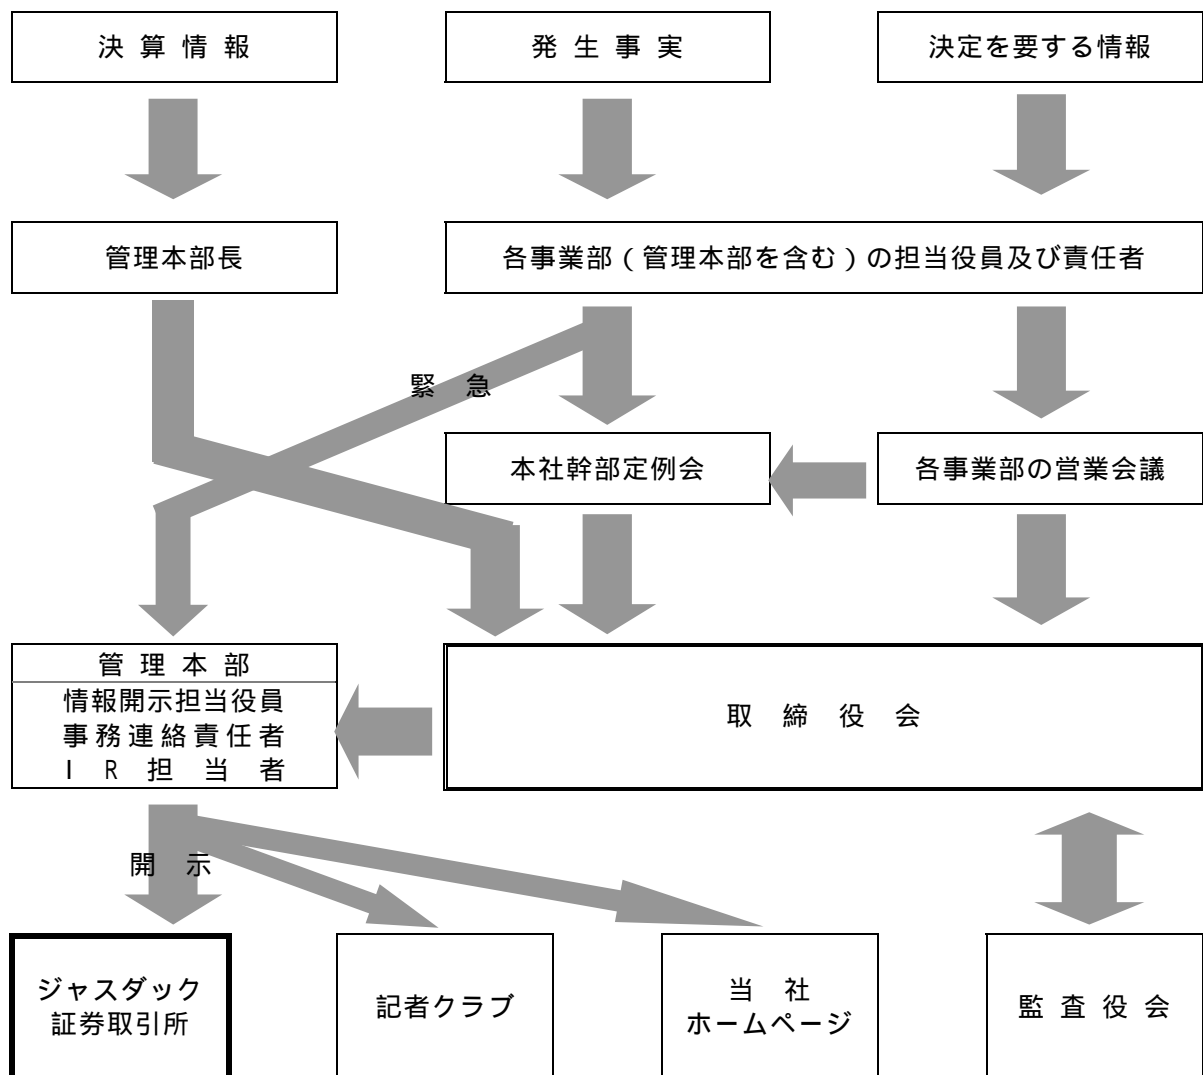 決算情報
発生事実
決定を要する情報
管理本部長
各事業部(管理本部を含む)の担当役員及び責任者
緊急
本社幹部定例会
各事業部の営業会議
管理本部
情報開示担当役員
事務連絡責任者
IR担当者
取締役会
開示
ジャスダック
証券取引所
記者クラブ
当社
ホームページ
監査役会